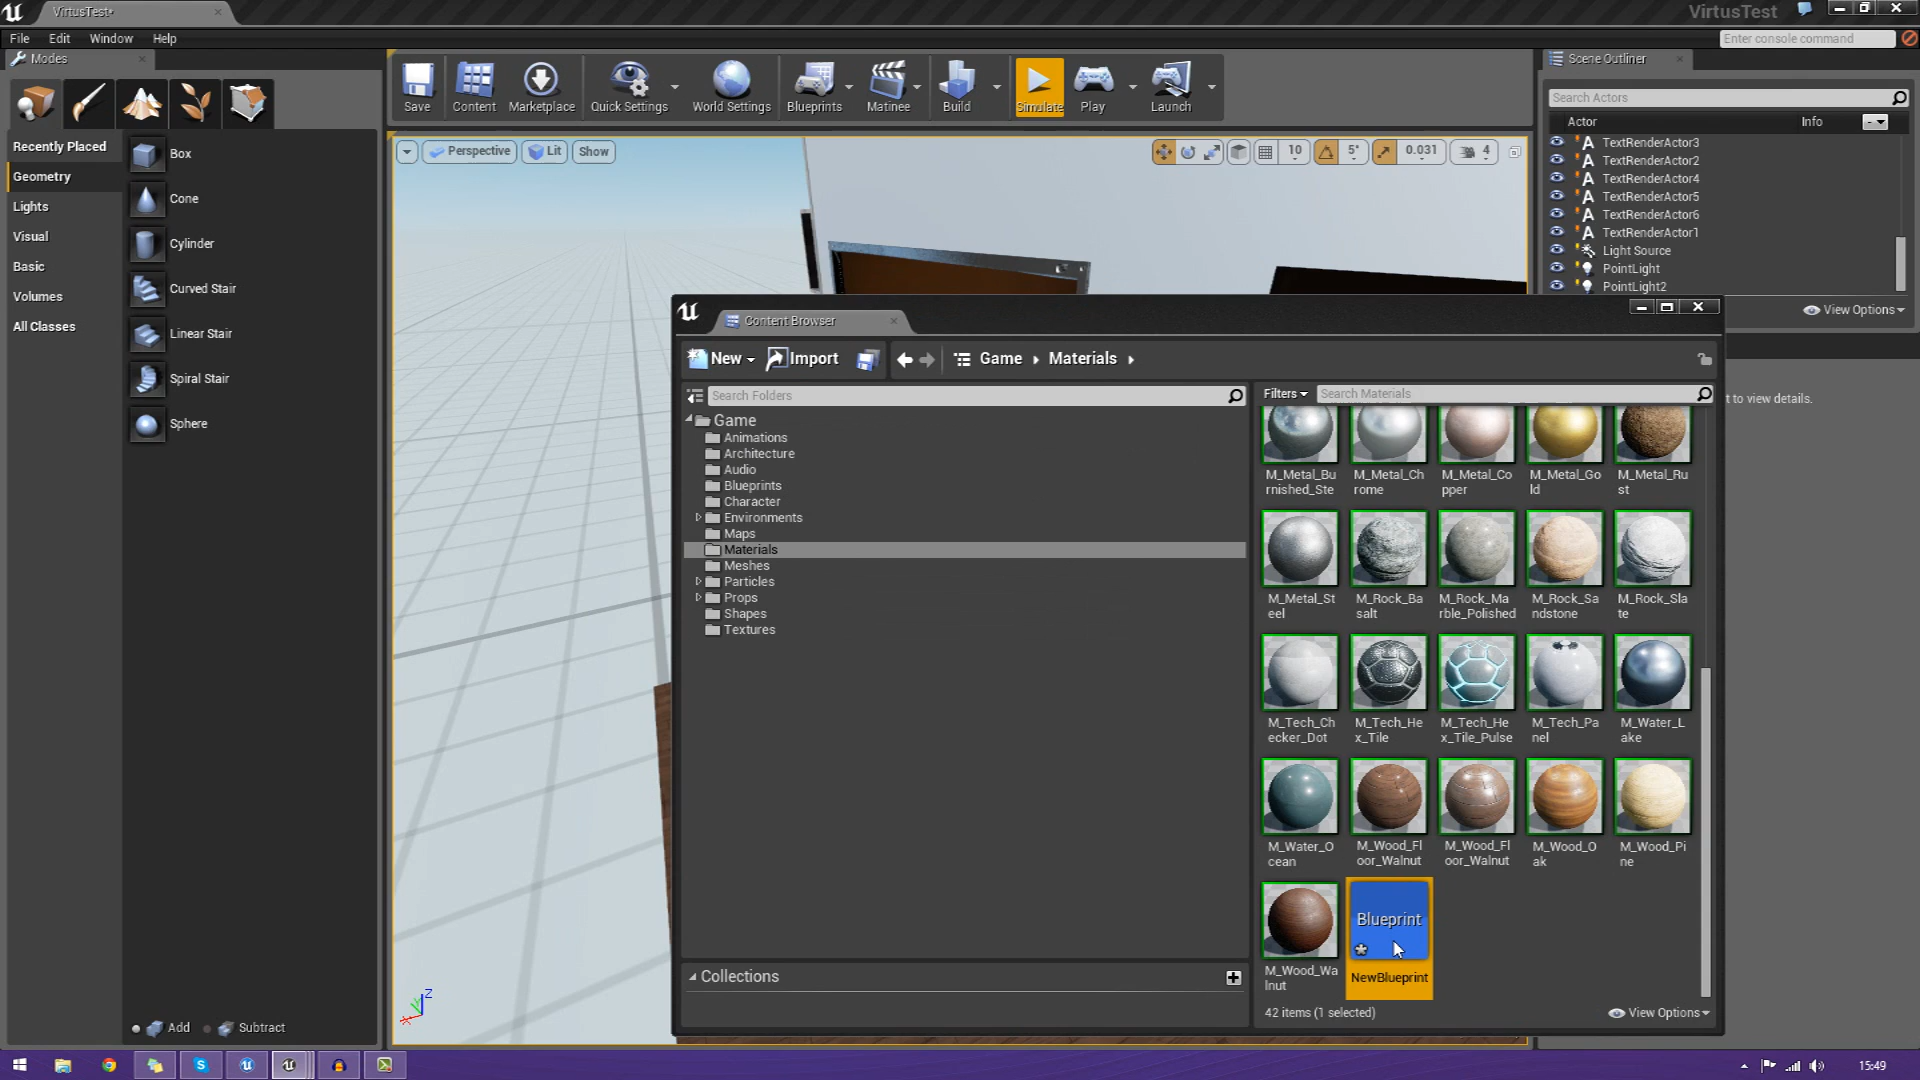 VirtusTest*
VirtusTest
File Edit Window Help
Enter console command
Modes
Save
Content
Marketplace
Quick Settings
World Settings
Blueprints
Matinee
Build
Simulate
Play
Launch
Scene Outliner
Search Actors
Actor Info
TextRenderActor3
TextRenderActor2
TextRenderActor4
TextRenderActor5
TextRenderActor6
TextRenderActor1
Light Source
PointLight
PointLight2
View Options
t to view details.
Recently Placed
Geometry
Lights
Visual
Basic
Volumes
All Classes
Box
Cone
Cylinder
Curved Stair
Linear Stair
Spiral Stair
Sphere
Add Subtract
Perspective Lit Show
10 5° 0.031 4
Z
Y
X
Content Browser
New Import Game Materials
Search Folders
Game
Animations
Architecture
Audio
Blueprints
Character
Environments
Maps
Materials
Meshes
Particles
Props
Shapes
Textures
Collections
Filters Search Materials
M_Metal_Bu
rnished_Ste
M_Metal_Ch
rome
M_Metal_Co
pper
M_Metal_Go
ld
M_Metal_Ru
st
M_Metal_St
eel
M_Rock_Ba
salt
M_Rock_Ma
rble_Polished
M_Rock_Sa
ndstone
M_Rock_Sla
te
M_Tech_Ch
ecker_Dot
M_Tech_He
x_Tile
M_Tech_He
x_Tile_Pulse
M_Tech_Pa
nel
M_Water_L
ake
M_Water_O
cean
M_Wood_Fl
oor_Walnut
M_Wood_Fl
oor_Walnut
M_Wood_O
ak
M_Wood_Pi
ne
M_Wood_Wa
lnut
Blueprint
NewBlueprint
42 items (1 selected)
View Options
15:49